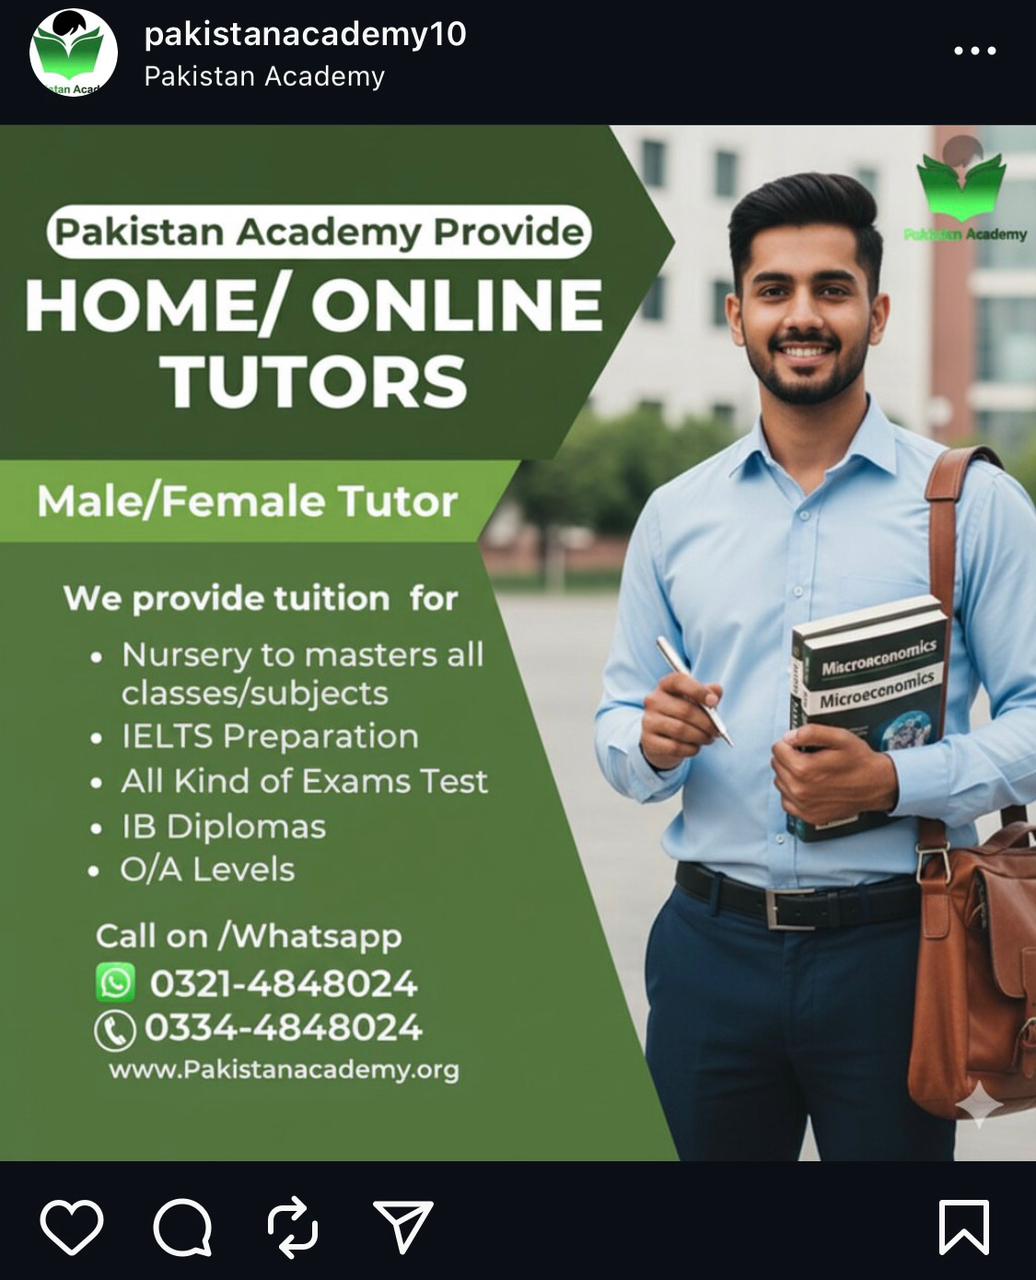 pakistanacademy10
Pakistan Academy
stan Acad
Pakistan Academy
Pakistan Academy Provide
HOME/ ONLINE
TUTORS
Male/Female Tutor
We provide tuition for
• Nursery to masters all
classes/subjects
• IELTS Preparation
• All Kind of Exams Test
• IB Diplomas
• O/A Levels
Call on /Whatsapp
0321-4848024
0334-4848024
www.Pakistanacademy.org
Microeconomics